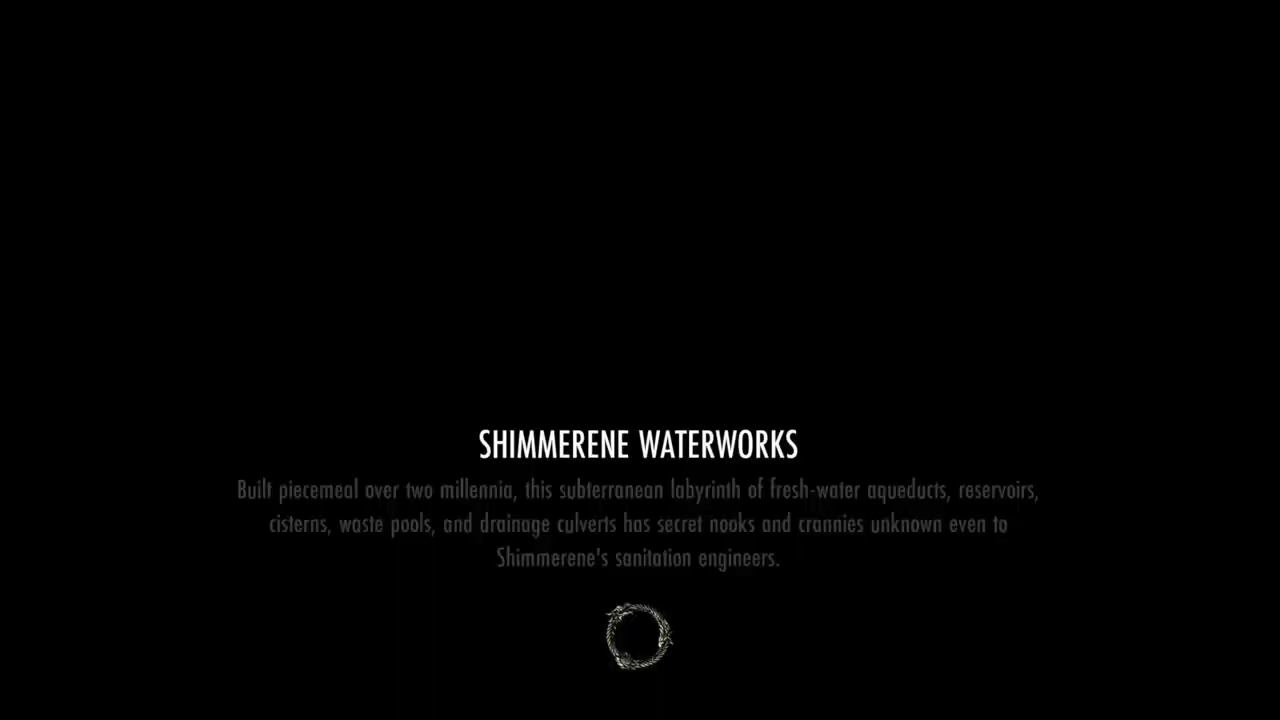 SHIMMERENE WATERWORKS
Built piecemeal over two millennia, this subterranean labyrinth of fresh-water aqueducts, reservoirs,
cisterns, waste pools, and drainage culverts has secret nooks and crannies unknown even to
Shimmerene's sanitation engineers.